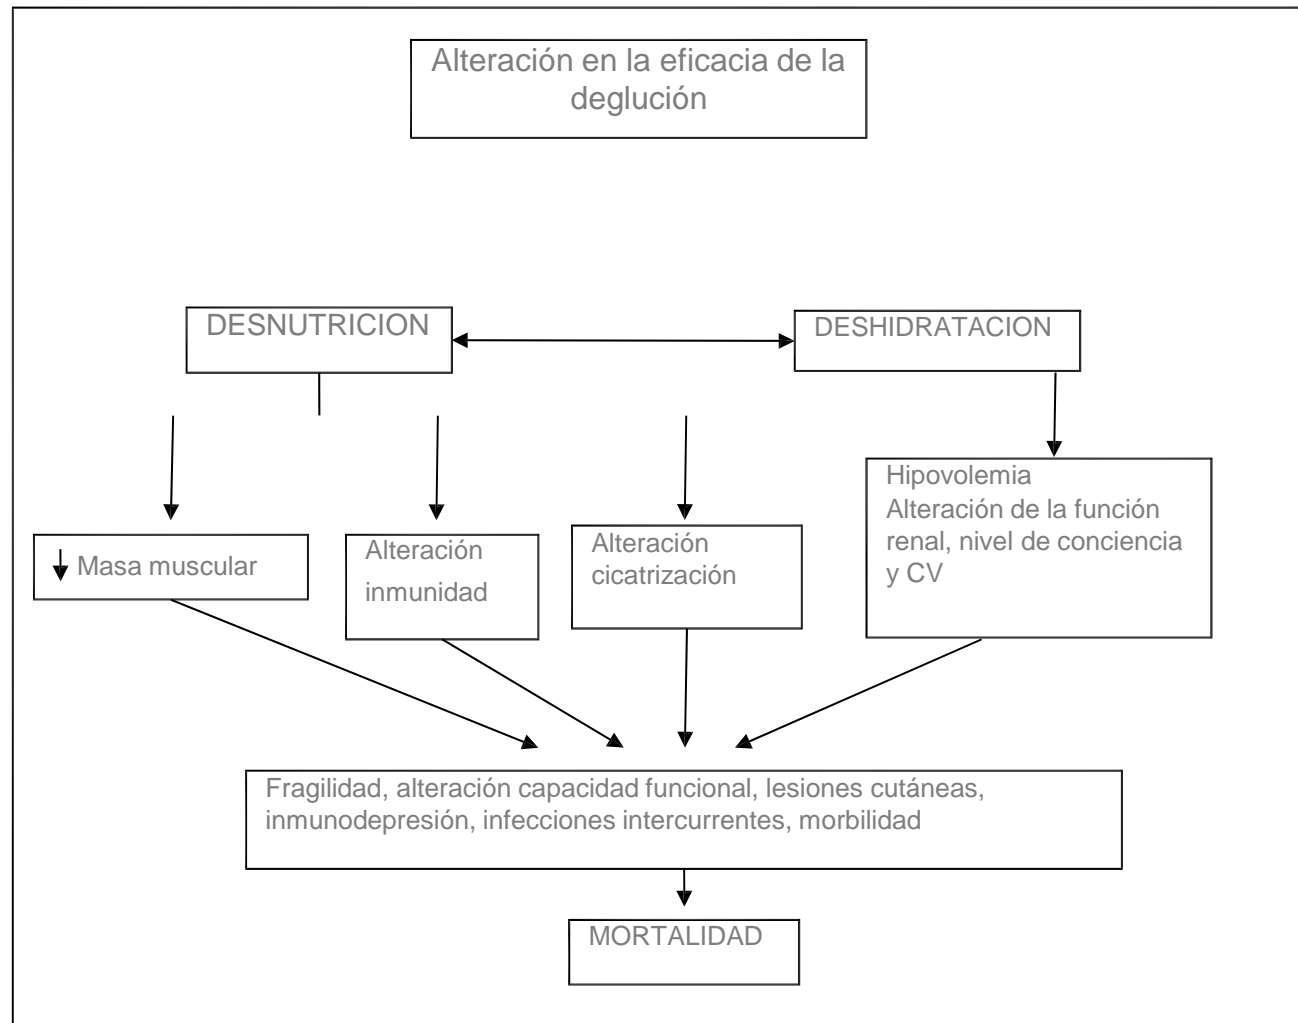 Alteración en la eficacia de la
deglución
DESNUTRICION
DESHIDRATACION
Masa muscular
Alteración
inmunidad
Alteración
cicatrización
Hipovolemia
Alteración de la función
renal, nivel de conciencia
y CV
Fragilidad, alteración capacidad funcional, lesiones cutáneas,
inmunodepresión, infecciones intercurrentes, morbilidad
MORTALIDAD